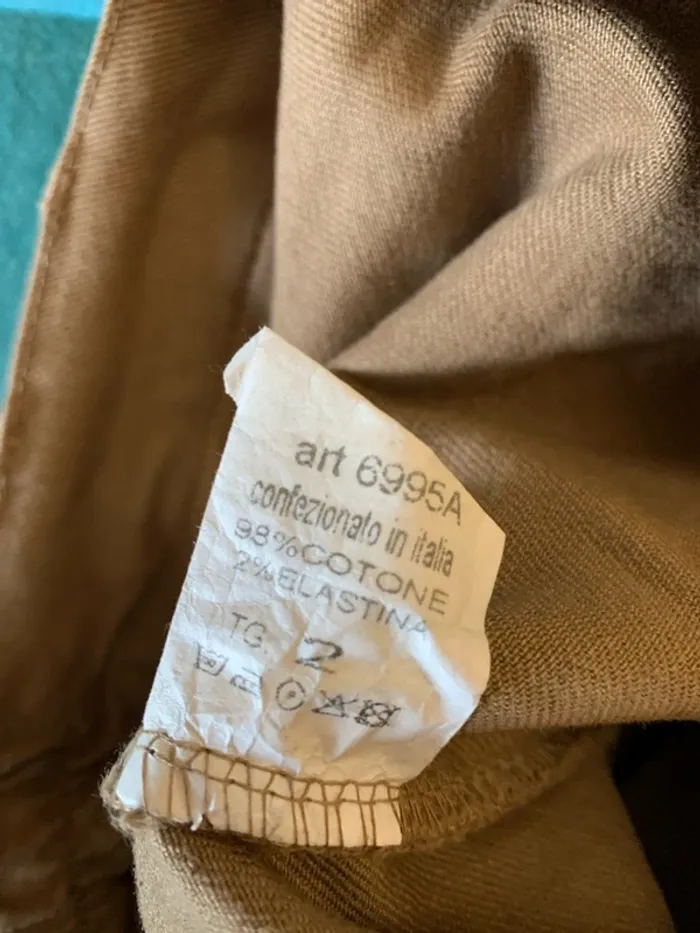 art 6995A
confezionato in italia
98%COTONE
2%ELASTINA
TG. 2